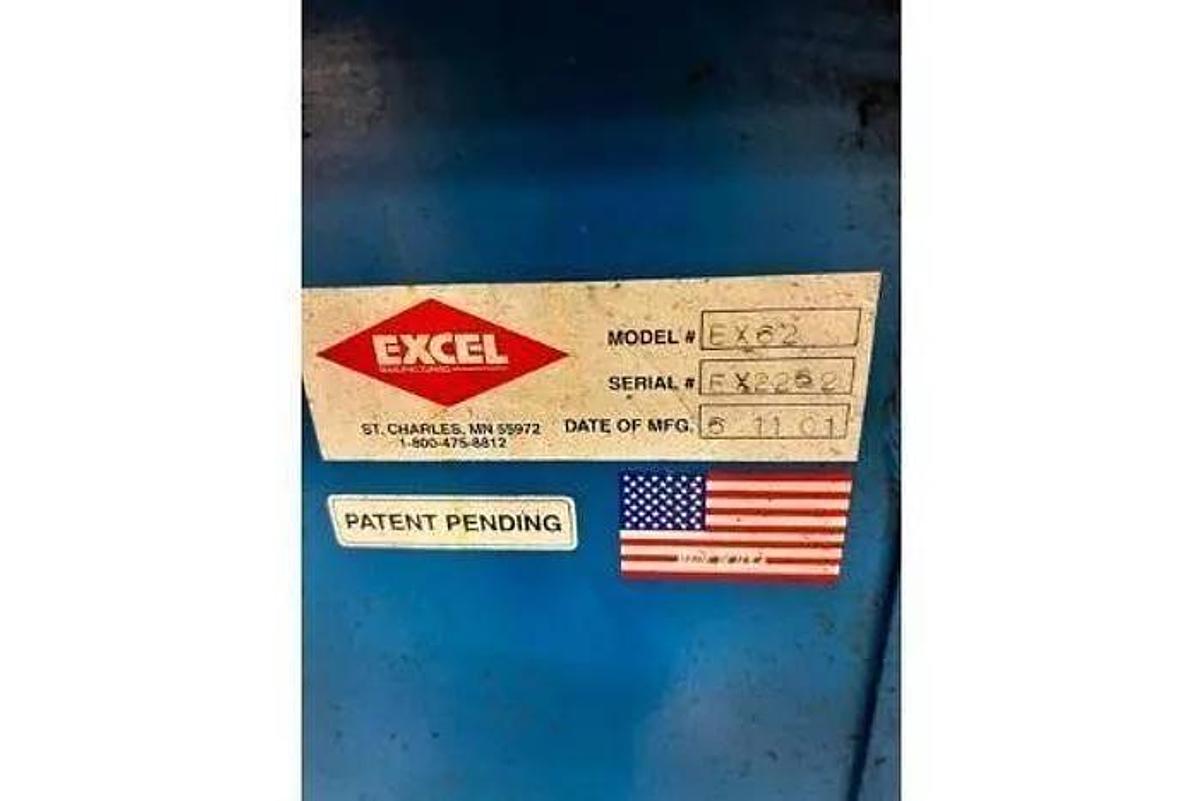 EXCEL
MANUFACTURING
ST. CHARLES, MN 55972
1-800-475-8812
MODEL # EX62
SERIAL #
DATE OF MFG. 6 11 01
PATENT PENDING